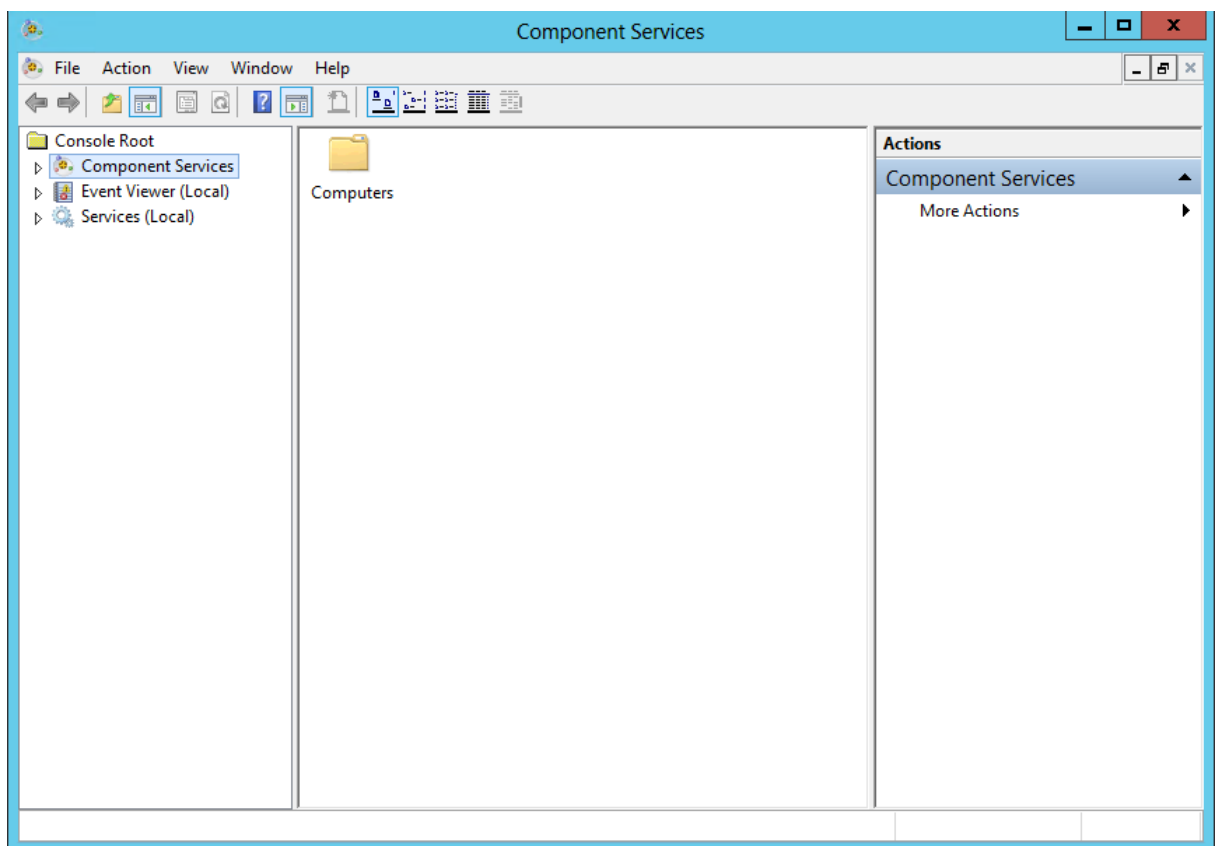 Component Services
File Action View Window Help
Console Root
Component Services
Event Viewer (Local)
Services (Local)
Computers
Actions
Component Services
More Actions